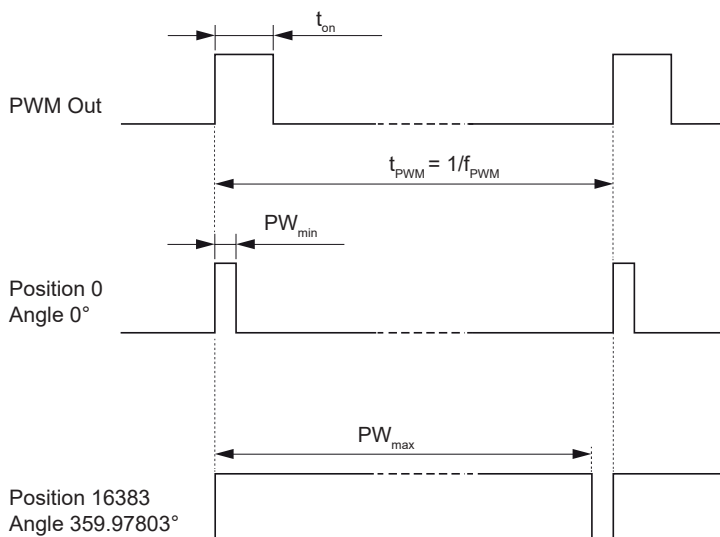 t_on
PWM Out
t_PWM = 1/f_PWM
PW_min
Position 0
Angle 0°
PW_max
Position 16383
Angle 359.97803°